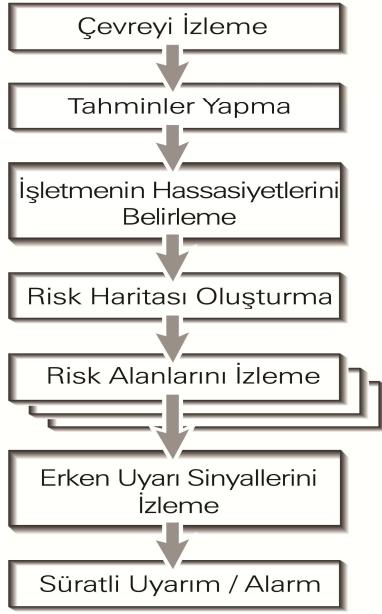 Çevreyi İzleme
Tahminler Yapma
İşletmenin Hassasiyetlerini
Belirleme
Risk Haritası Oluşturma
Risk Alanlarını İzleme
Erken Uyarı Sinyallerini
İzleme
Süratli Uyarım / Alarm